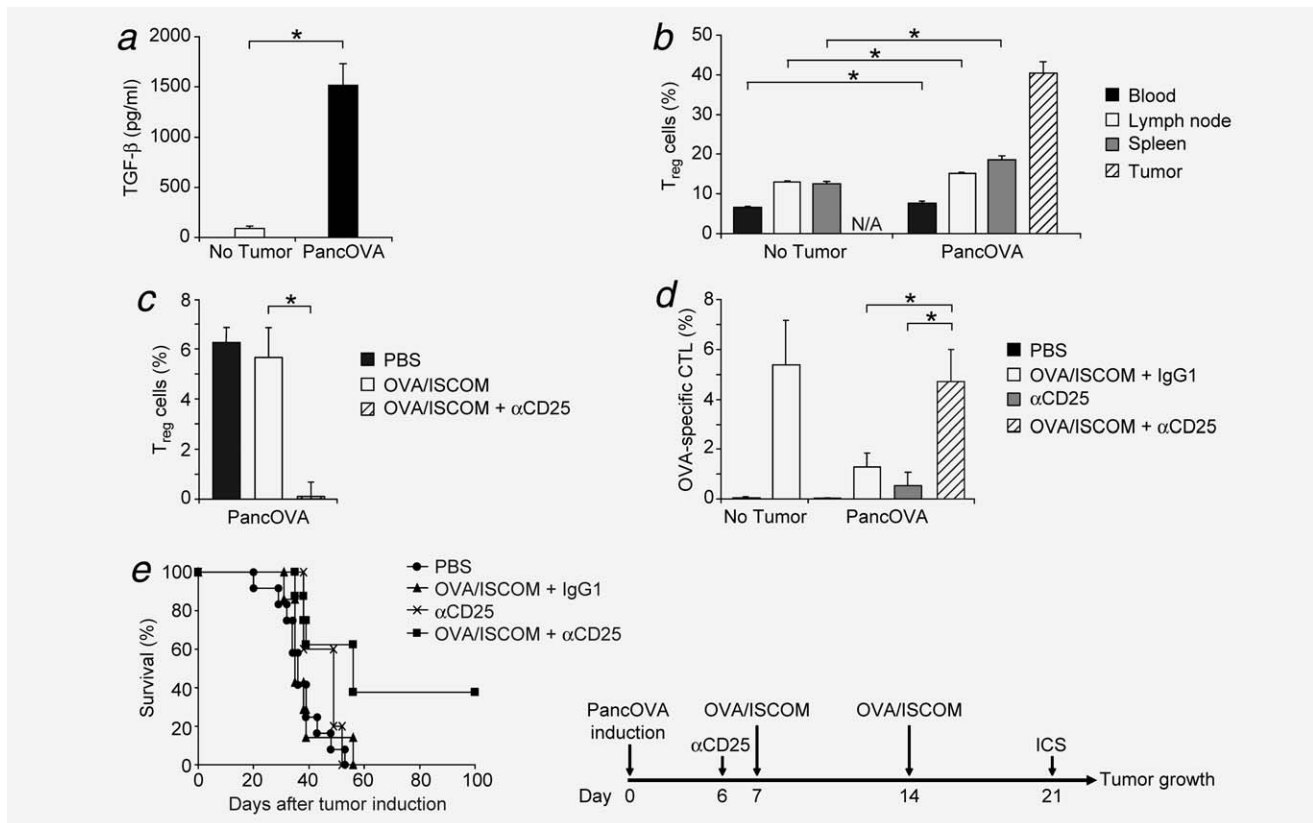 a
2000
1500
1000
500
0
TGF-β (pg/ml)
*
No Tumor PancOVA
b
50
40
30
20
10
0
Treg cells (%)
*
*
*
N/A
No Tumor PancOVA
Blood
Lymph node
Spleen
Tumor
c
8
6
4
2
0
Treg cells (%)
*
PancOVA
PBS
OVA/ISCOM
OVA/ISCOM + αCD25
d
8
6
4
2
0
OVA-specific CTL (%)
*
*
No Tumor PancOVA
PBS
OVA/ISCOM + IgG1
αCD25
OVA/ISCOM + αCD25
e
100
80
60
40
20
0
Survival (%)
0 20 40 60 80 100
Days after tumor induction
PBS
OVA/ISCOM + IgG1
αCD25
OVA/ISCOM + αCD25
PancOVA
induction
αCD25
OVA/ISCOM
OVA/ISCOM
ICS
Tumor growth
Day 0 6 7 14 21